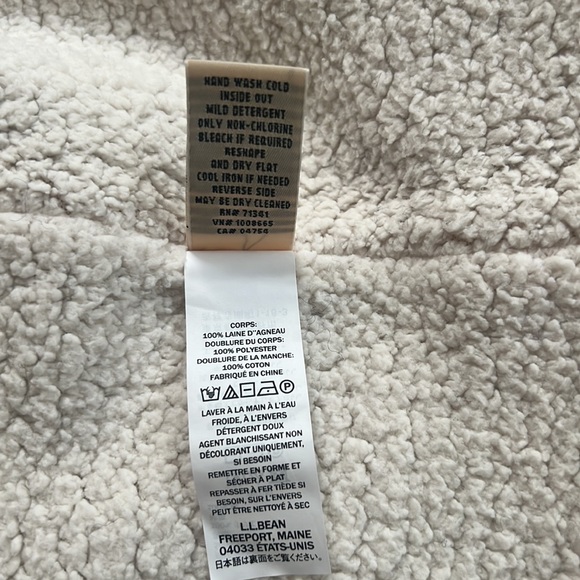 HAND WASH COLD
INSIDE OUT
MILD DETERGENT
ONLY NON-CHLORINE
BLEACH IF REQUIRED
RESHAPE
AND DRY FLAT
COOL IRON IF NEEDED
REVERSE SIDE
MAY BE DRY CLEANED
RN# 71341
VN# 1008665
CA# 04754
CORPS:
100% LAINE D"AGNEAU
DOUBLURE DU CORPS:
100% POLYESTER
DOUBLURE DE LA MANCHE:
100% COTON
FABRIQUÉ EN CHINE
LAVER À LA MAIN À L'EAU
FROIDE, À L'ENVERS
DÉTERGENT DOUX
AGENT BLANCHISSANT NON
DÉCOLORANT UNIQUEMENT,
SI BESOIN
REMETTRE EN FORME ET
SÉCHER À PLAT
REPASSER À FER TIÈDE SI
BESOIN, SUR L'ENVERS
PEUT ÊTRE NETTOYÉ À SEC
L.L.BEAN
FREEPORT, MAINE
04033 ÉTATS-UNIS
日本語は裏面をご覧ください